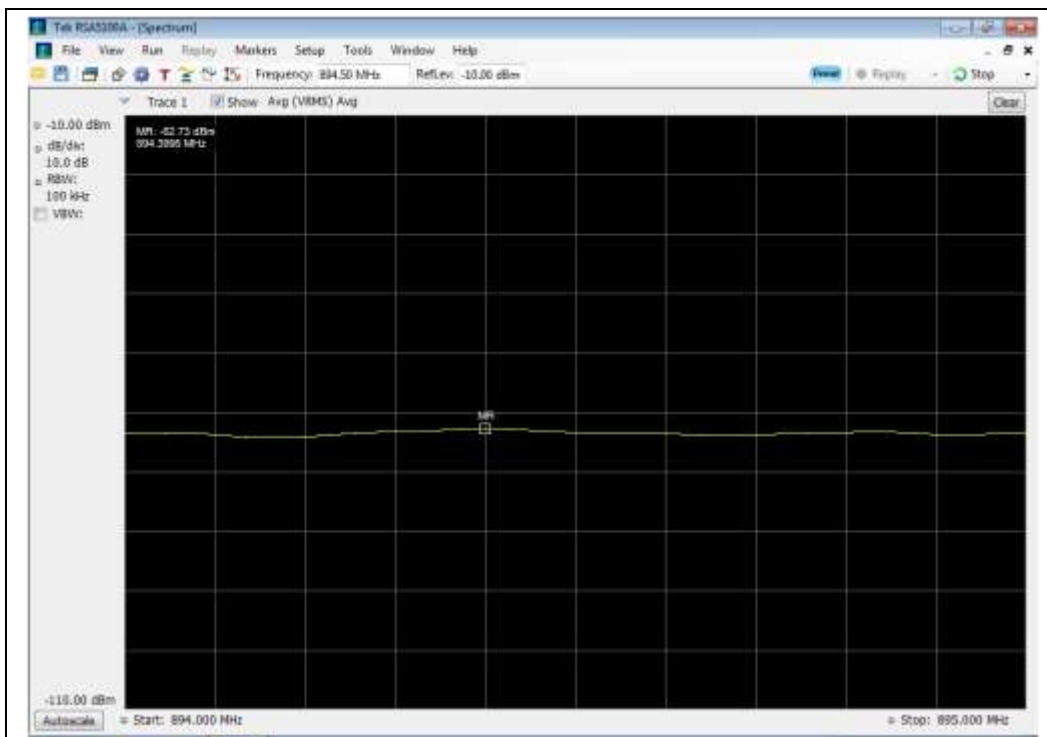 Tek RSA5100A - [Spectrum]
File View Run Replay Markers Setup Tools Window Help
Frequency: 894.50 MHz RefLev: -10.00 dBm Preset Replay Stop
Trace 1 Show Avg (VRMS) Avg Clear
-10.00 dBm
dB/div:
10.0 dB
RBW:
100 kHz
VBW:
MR: -62.73 dBm
MHz
MR
-110.00 dBm
Autoscale Start: 894.000 MHz Stop: 895.000 MHz